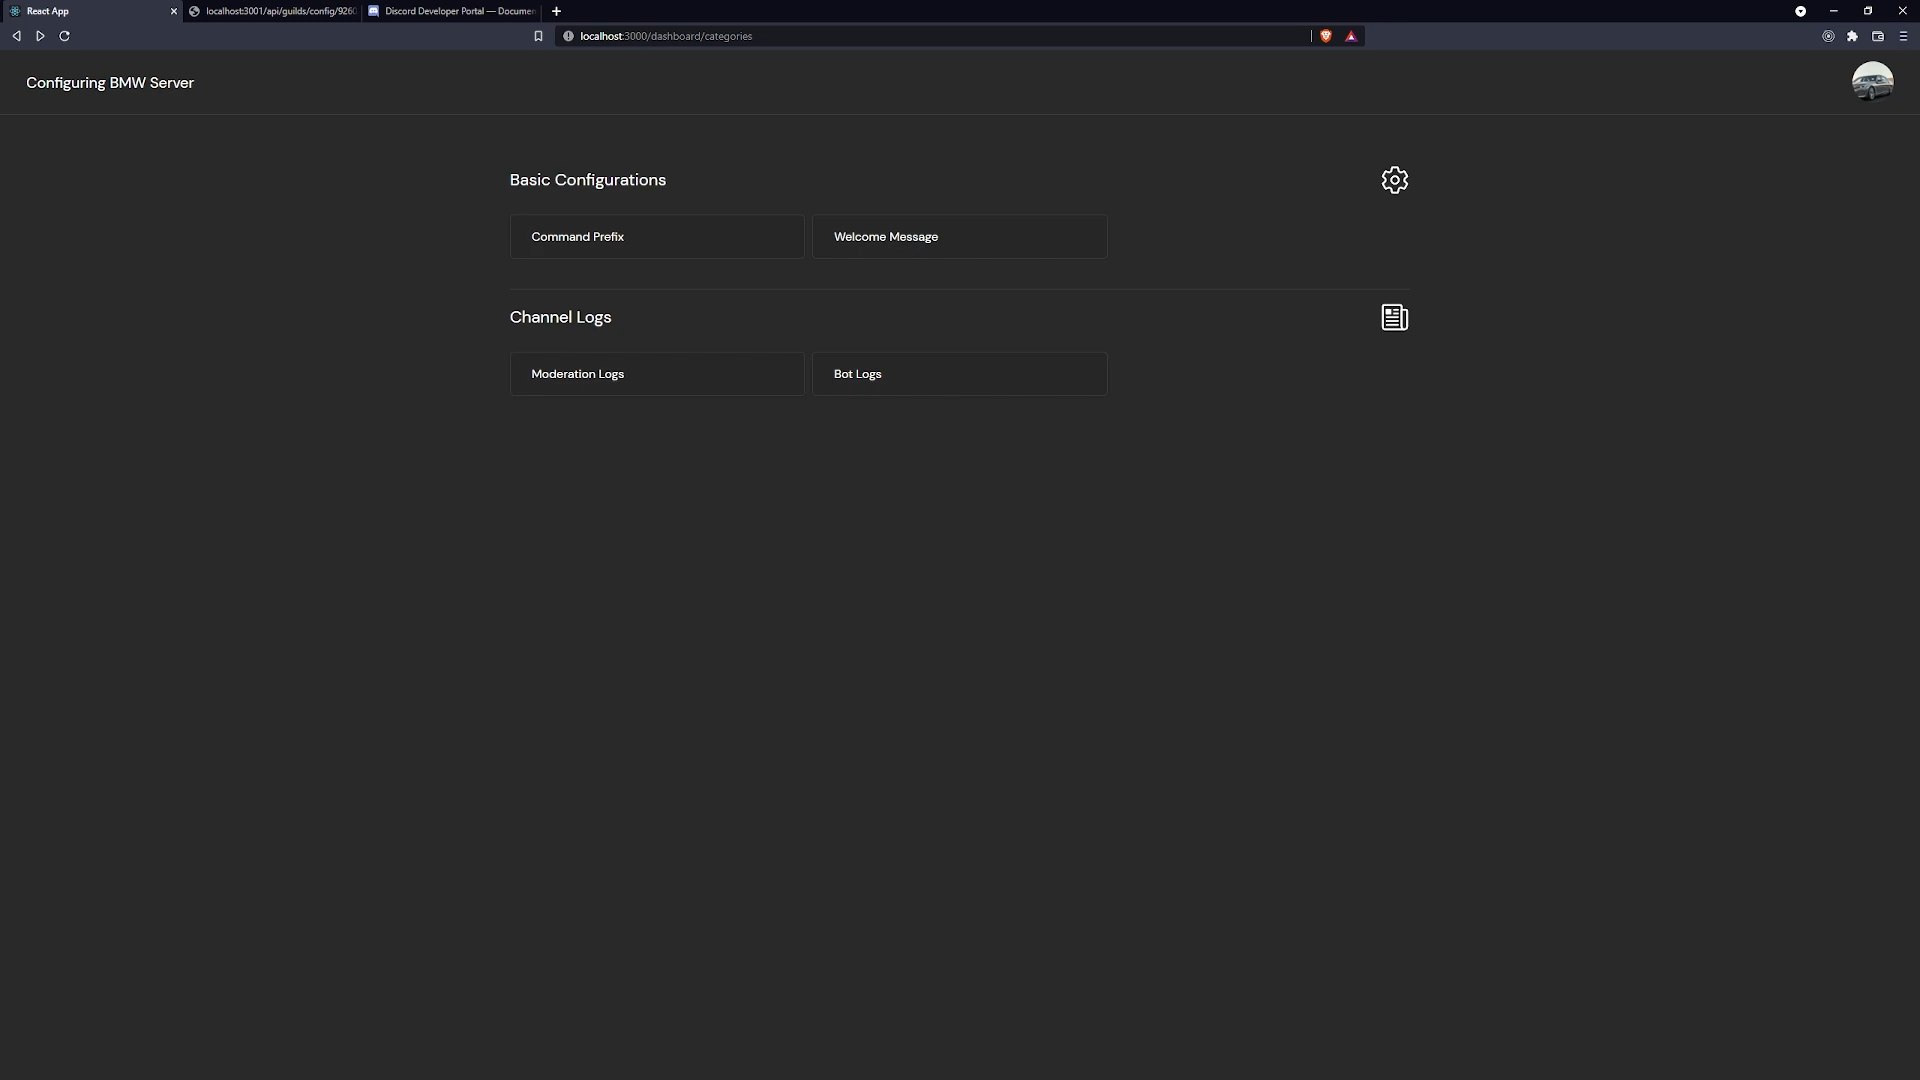 React App
localhost:3001/api/guilds/config/926
Discord Developer Portal — Documen
localhost:3000/dashboard/categories
Configuring BMW Server
Basic Configurations
Command Prefix
Welcome Message
Channel Logs
Moderation Logs
Bot Logs